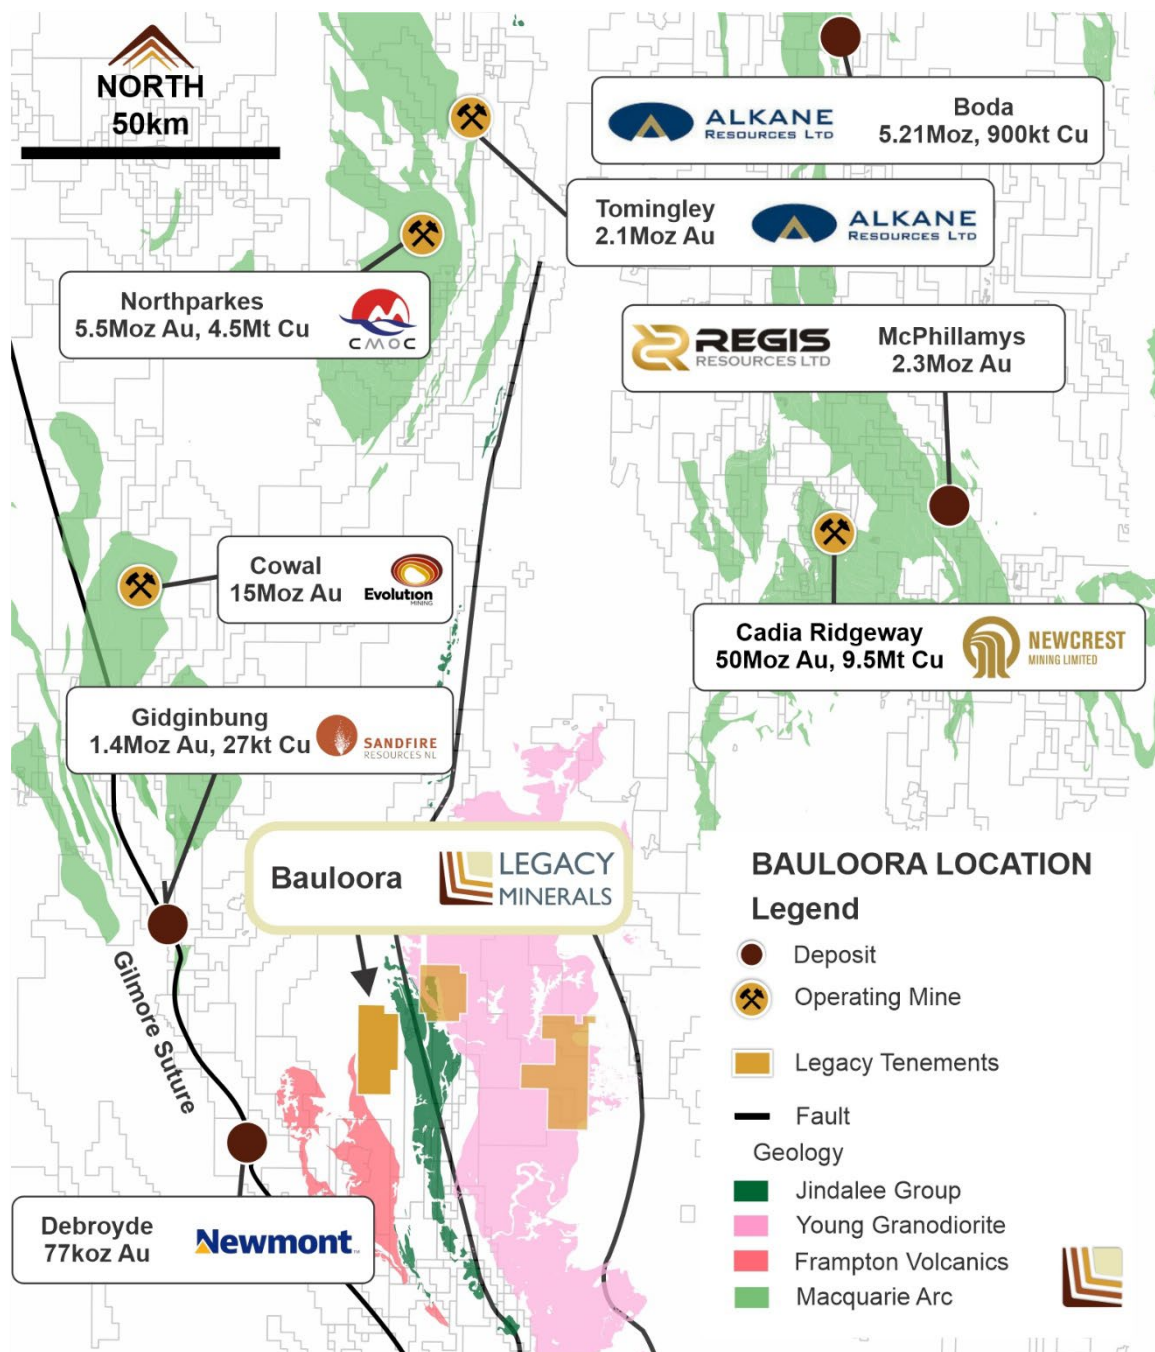 NORTH
50km
ALKANE
RESOURCES LTD
Boda
5.21Moz, 900kt Cu
Tomingley
2.1Moz Au
ALKANE
RESOURCES LTD
Northparkes
5.5Moz Au, 4.5Mt Cu
CMOC
REGIS
RESOURCES LTD
McPhillamys
2.3Moz Au
Cowal
15Moz Au
Evolution
MINING
Cadia Ridgeway
50Moz Au, 9.5Mt Cu
NEWCREST
MINING LIMITED
Gidginbung
1.4Moz Au, 27kt Cu
SANDFIRE
RESOURCES NL
Bauloora
LEGACY
MINERALS
Gilmore Suture
Debroyde
77koz Au
Newmont
BAULOORA LOCATION
Legend
Deposit
Operating Mine
Legacy Tenements
Fault
Geology
Jindalee Group
Young Granodiorite
Frampton Volcanics
Macquarie Arc